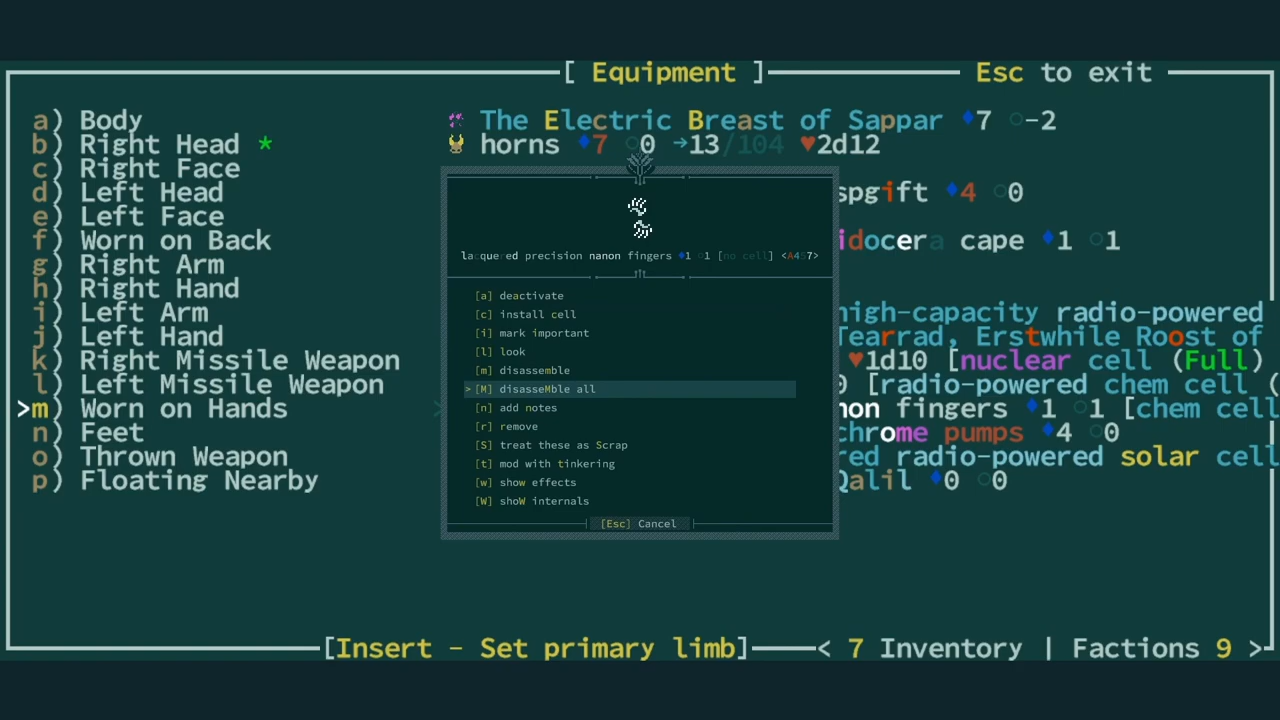 [ Equipment ] Esc to exit
a) Body The Electric Breast of Sappar ♦7 ○-2
b) Right Head * horns ♦7 ○0 →13/104 ♥2d12
c) Right Face
d) Left Head spgift ♦4 ○0
e) Left Face
f) Worn on Back idocera cape ♦1 ○1
g) Right Arm
h) Right Hand
i) Left Arm high-capacity radio-powered
j) Left Hand Tearrad, Erstwhile Roost of
k) Right Missile Weapon ♥1d10 [nuclear cell (Full)
l) Left Missile Weapon 0 [radio-powered chem cell (
>m) Worn on Hands non fingers ♦1 ○1 [chem cell
n) Feet chrome pumps ♦4 ○0
o) Thrown Weapon red radio-powered solar cell
p) Floating Nearby Qalil ♦0 ○0
lacquered precision nanon fingers ♦1 ○1 [no cell] <A457>
[a] deactivate
[c] install cell
[i] mark important
[l] look
[m] disassemble
> [M] disasseMble all
[n] add notes
[r] remove
[S] treat these as Scrap
[t] mod with tinkering
[w] show effects
[W] shoW internals
[Esc] Cancel
[Insert - Set primary limb] < 7 Inventory | Factions 9 >